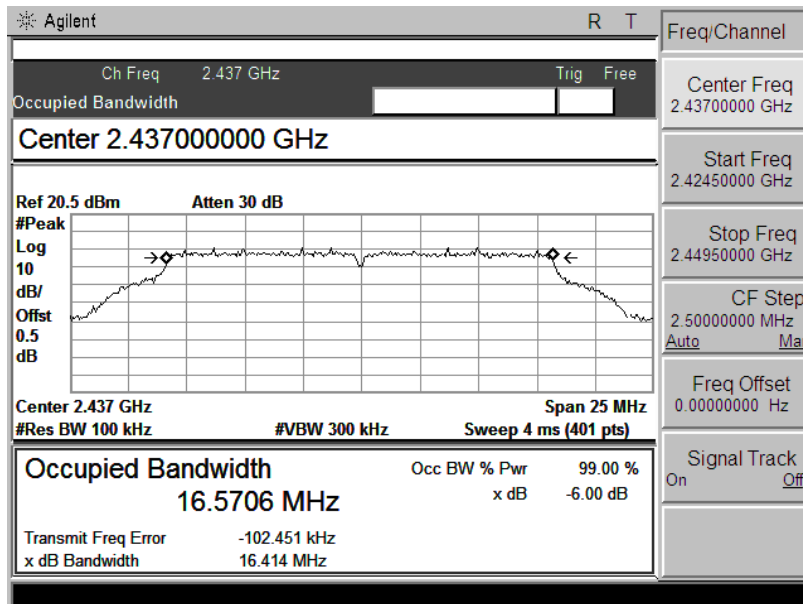 Agilent R T
Freq/Channel
Ch Freq 2.437 GHz Trig Free
Occupied Bandwidth
Center 2.437000000 GHz
Ref 20.5 dBm Atten 30 dB
#Peak
Log
10
dB/
Offst
0.5
dB
Center 2.437 GHz Span 25 MHz
#Res BW 100 kHz #VBW 300 kHz Sweep 4 ms (401 pts)
Occupied Bandwidth Occ BW % Pwr 99.00 %
16.5706 MHz x dB -6.00 dB
Transmit Freq Error -102.451 kHz
x dB Bandwidth 16.414 MHz
Center Freq
2.43700000 GHz
Start Freq
2.42450000 GHz
Stop Freq
2.44950000 GHz
CF Step
2.50000000 MHz
Auto Ma
Freq Offset
0.00000000 Hz
Signal Track
On Off